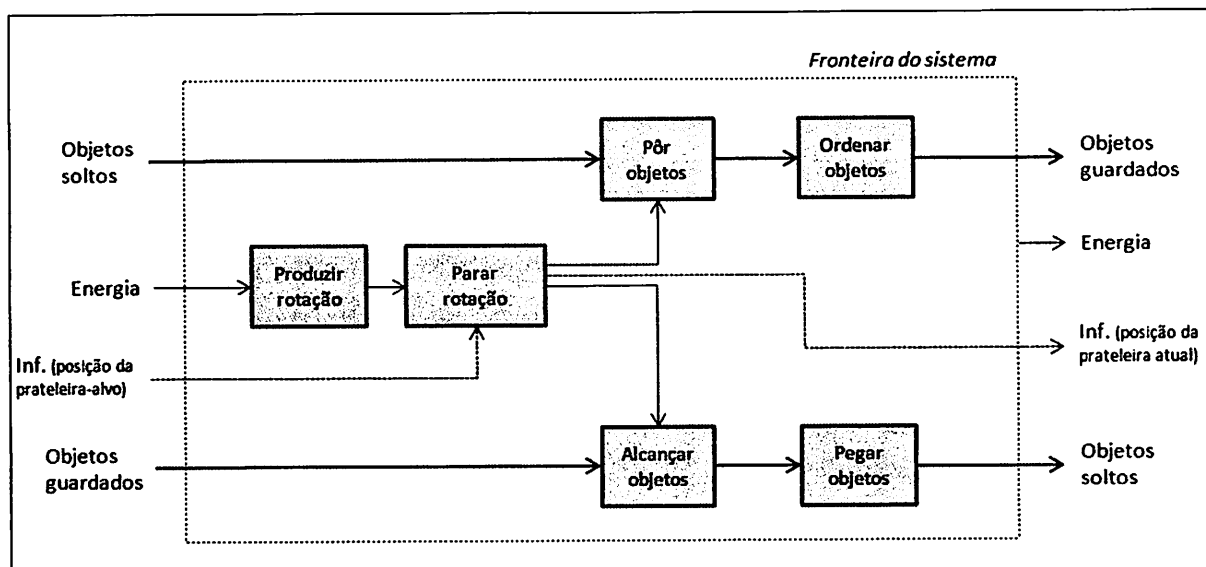 Fronteira do sistema
Objetos
soltos
Pôr
objetos
Ordenar
objetos
Objetos
guardados
Energia
Produzir
rotação
Parar
rotação
Energia
Inf. (posição da
prateleira-alvo)
Inf. (posição da
prateleira atual)
Objetos
guardados
Alcançar
objetos
Pegar
objetos
Objetos
soltos